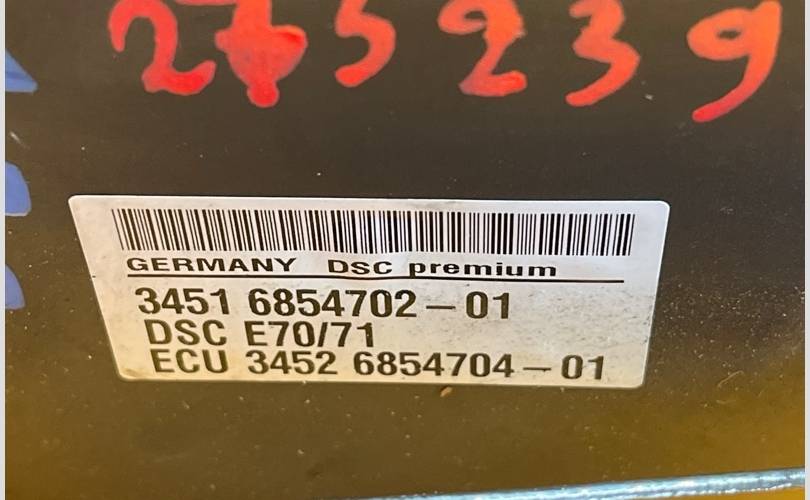 275239
GERMANY DSC premium
3451 6854702-01
DSC E70/71
ECU 3452 6854704-01